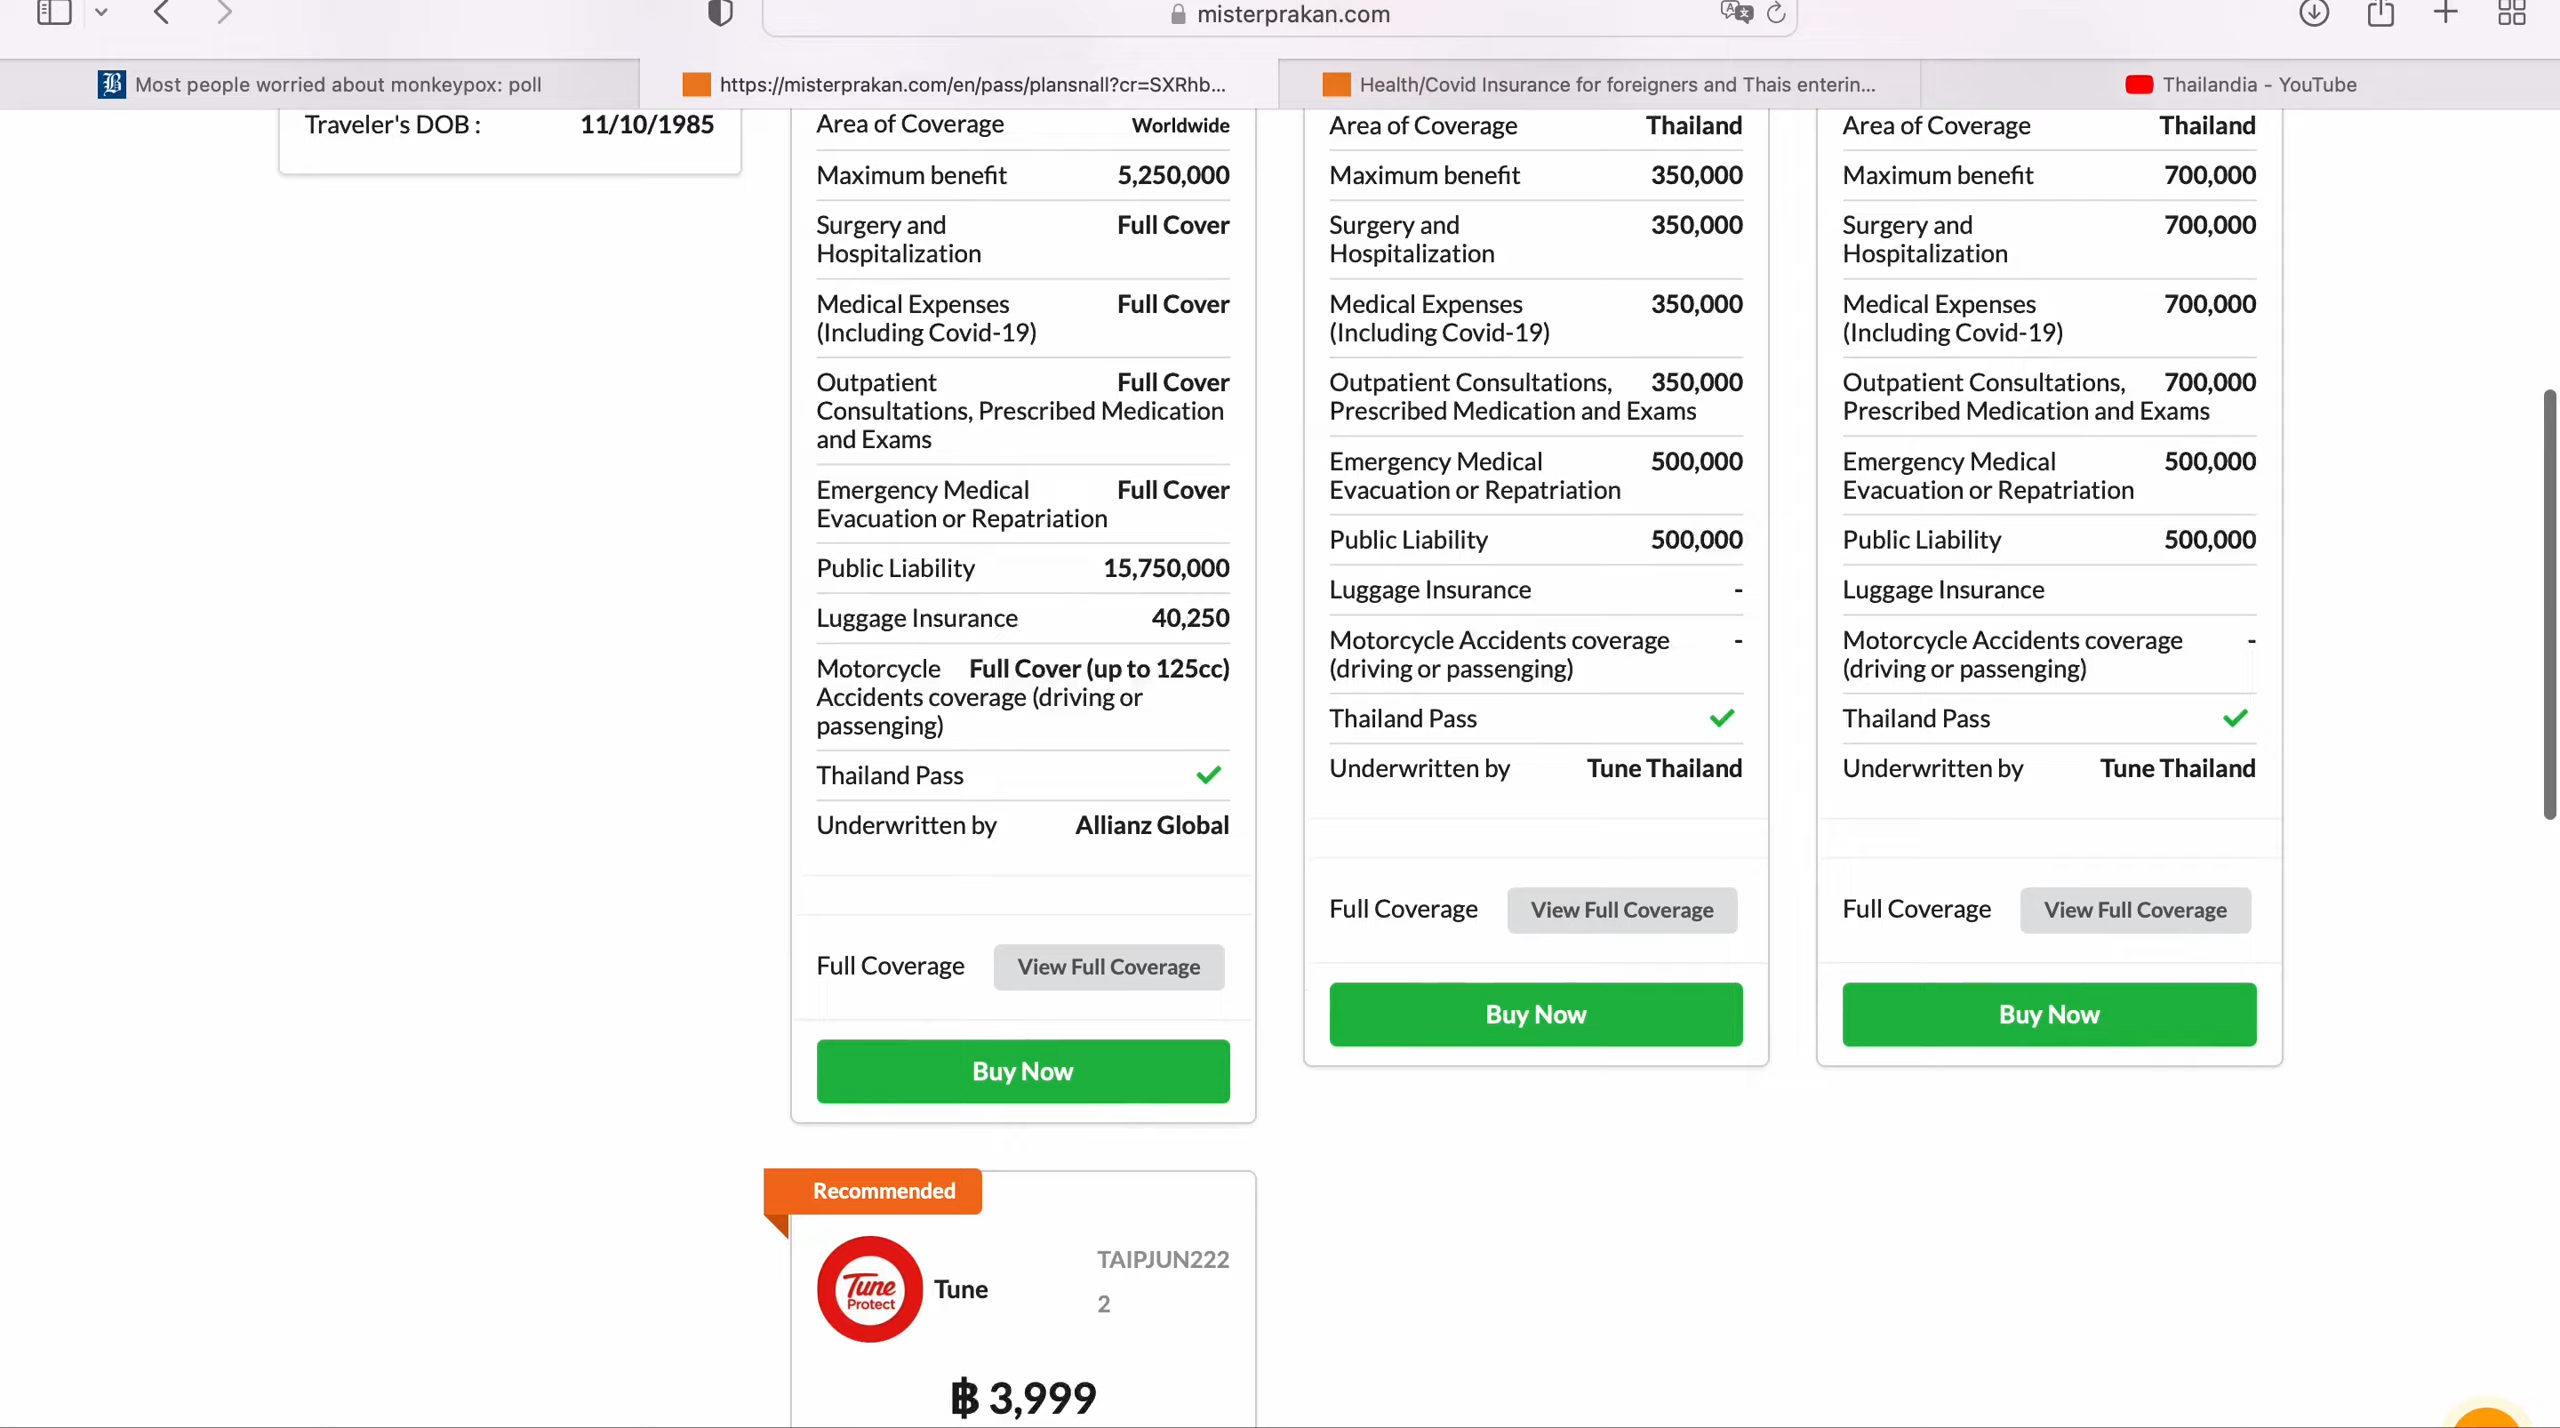 misterprakan.com
Most people worried about monkeypox: poll
https://misterprakan.com/en/pass/plansnall?cr=SXRhb...
Health/Covid Insurance for foreigners and Thais enterin...
Thailandia - YouTube
Traveler's DOB : 11/10/1985
Area of Coverage Worldwide
Maximum benefit 5,250,000
Surgery and Full Cover
Hospitalization
Medical Expenses Full Cover
(Including Covid-19)
Outpatient Full Cover
Consultations, Prescribed Medication
and Exams
Emergency Medical Full Cover
Evacuation or Repatriation
Public Liability 15,750,000
Luggage Insurance 40,250
Motorcycle Full Cover (up to 125cc)
Accidents coverage (driving or
passenging)
Thailand Pass
Underwritten by Allianz Global
Full Coverage View Full Coverage
Buy Now
Area of Coverage Thailand
Maximum benefit 350,000
Surgery and 350,000
Hospitalization
Medical Expenses 350,000
(Including Covid-19)
Outpatient Consultations, 350,000
Prescribed Medication and Exams
Emergency Medical 500,000
Evacuation or Repatriation
Public Liability 500,000
Luggage Insurance -
Motorcycle Accidents coverage -
(driving or passenging)
Thailand Pass
Underwritten by Tune Thailand
Full Coverage View Full Coverage
Buy Now
Area of Coverage Thailand
Maximum benefit 700,000
Surgery and 700,000
Hospitalization
Medical Expenses 700,000
(Including Covid-19)
Outpatient Consultations, 700,000
Prescribed Medication and Exams
Emergency Medical 500,000
Evacuation or Repatriation
Public Liability 500,000
Luggage Insurance
Motorcycle Accidents coverage -
(driving or passenging)
Thailand Pass
Underwritten by Tune Thailand
Full Coverage View Full Coverage
Buy Now
Recommended
Tune
Protect
Tune
TAIPJUN222
2
฿ 3,999